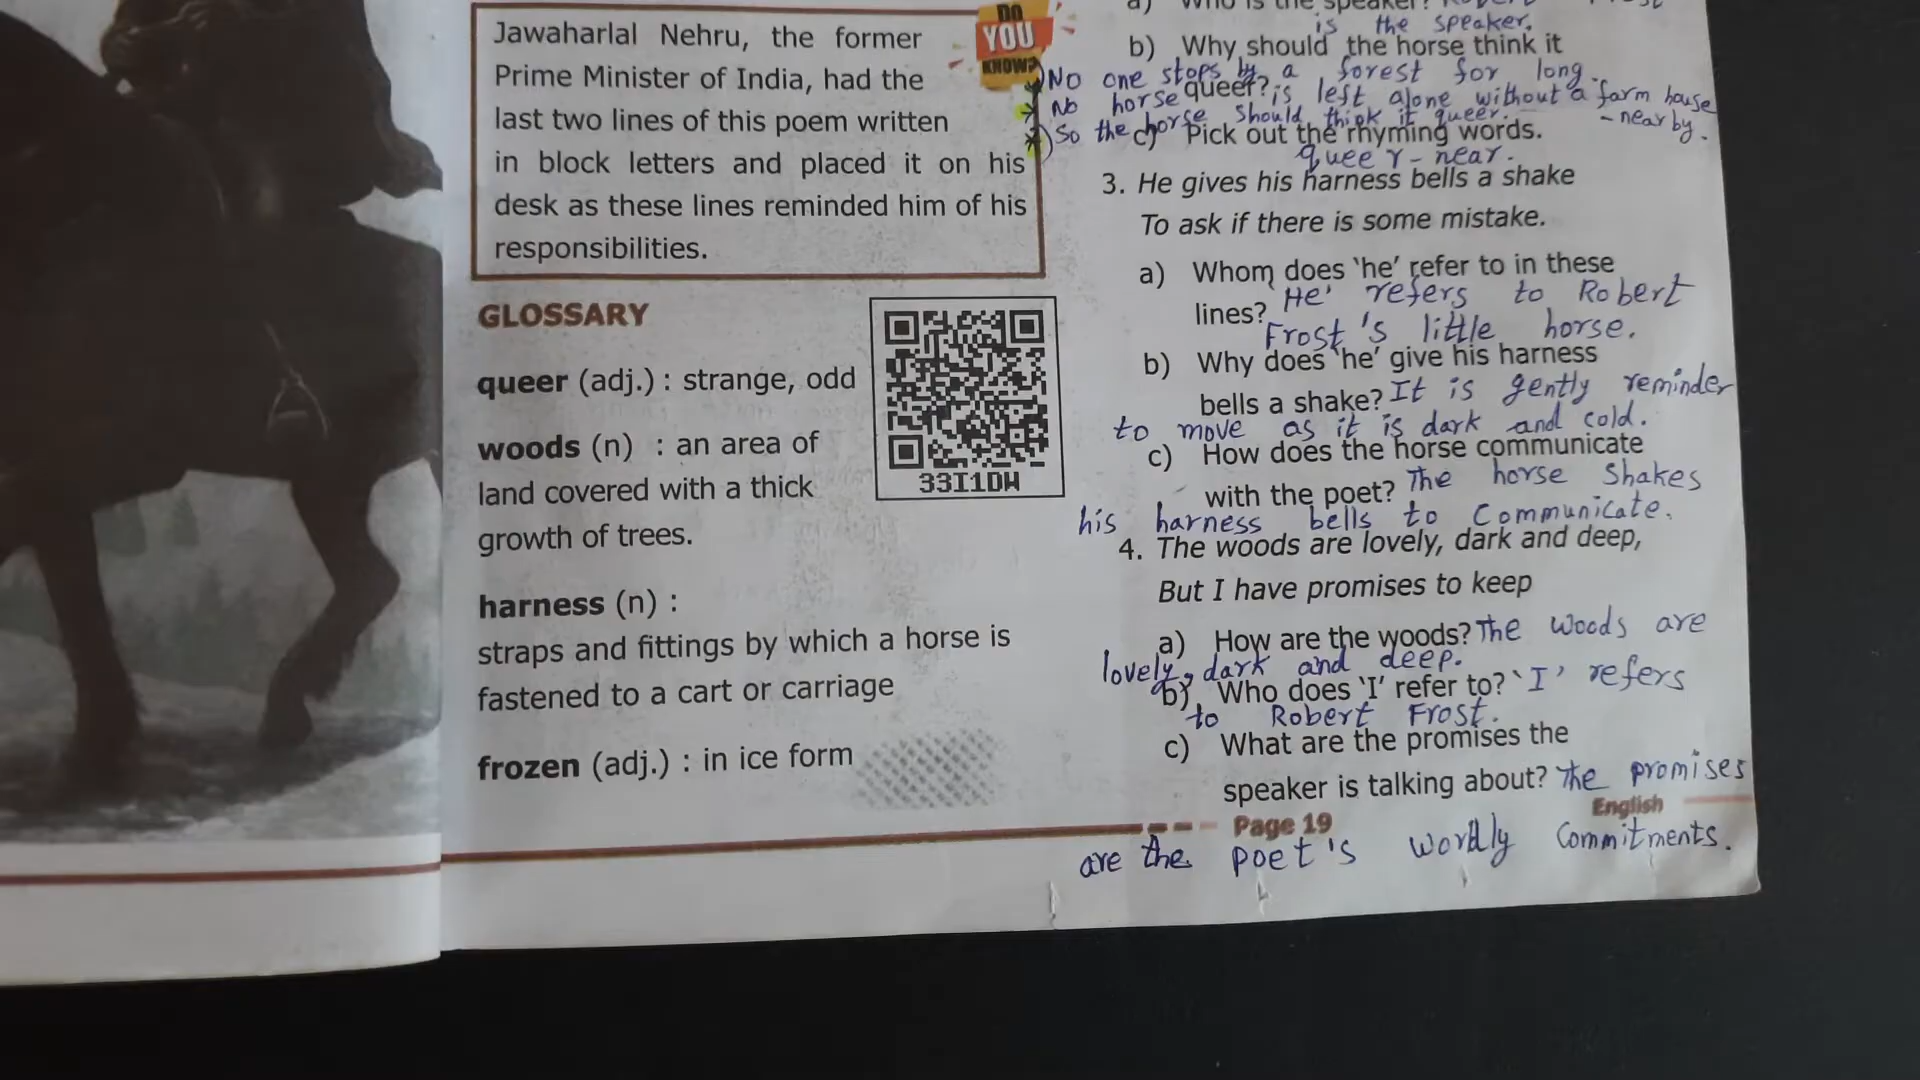 Jawaharlal Nehru, the former
Prime Minister of India, had the
last two lines of this poem written
in block letters and placed it on his
desk as these lines reminded him of his
responsibilities.
DO
YOU
KNOW?
GLOSSARY
queer (adj.) : strange, odd
woods (n) : an area of
land covered with a thick
growth of trees.
harness (n) :
straps and fittings by which a horse is
fastened to a cart or carriage
frozen (adj.) : in ice form
33I1DW
a) Who is the speaker?
is the speaker.
b) Why should the horse think it
No one stops by a forest for long.
queer?
No horse is left alone without a farm house
- near by.
So the horse should think it queer.
c) Pick out the rhyming words.
queer - near.
3. He gives his harness bells a shake
To ask if there is some mistake.
a) Whom does 'he' refer to in these
lines? 'He' refers to Robert
Frost's little horse.
b) Why does 'he' give his harness
bells a shake? It is gently reminder
to move as it is dark and cold.
c) How does the horse communicate
with the poet? The horse shakes
his harness bells to communicate.
4. The woods are lovely, dark and deep,
But I have promises to keep
a) How are the woods? The woods are
lovely, dark and deep.
b) Who does 'I' refer to? 'I' refers
to Robert Frost.
c) What are the promises the
speaker is talking about? The promises
English
Page 19
are the poet's wordly commitments.